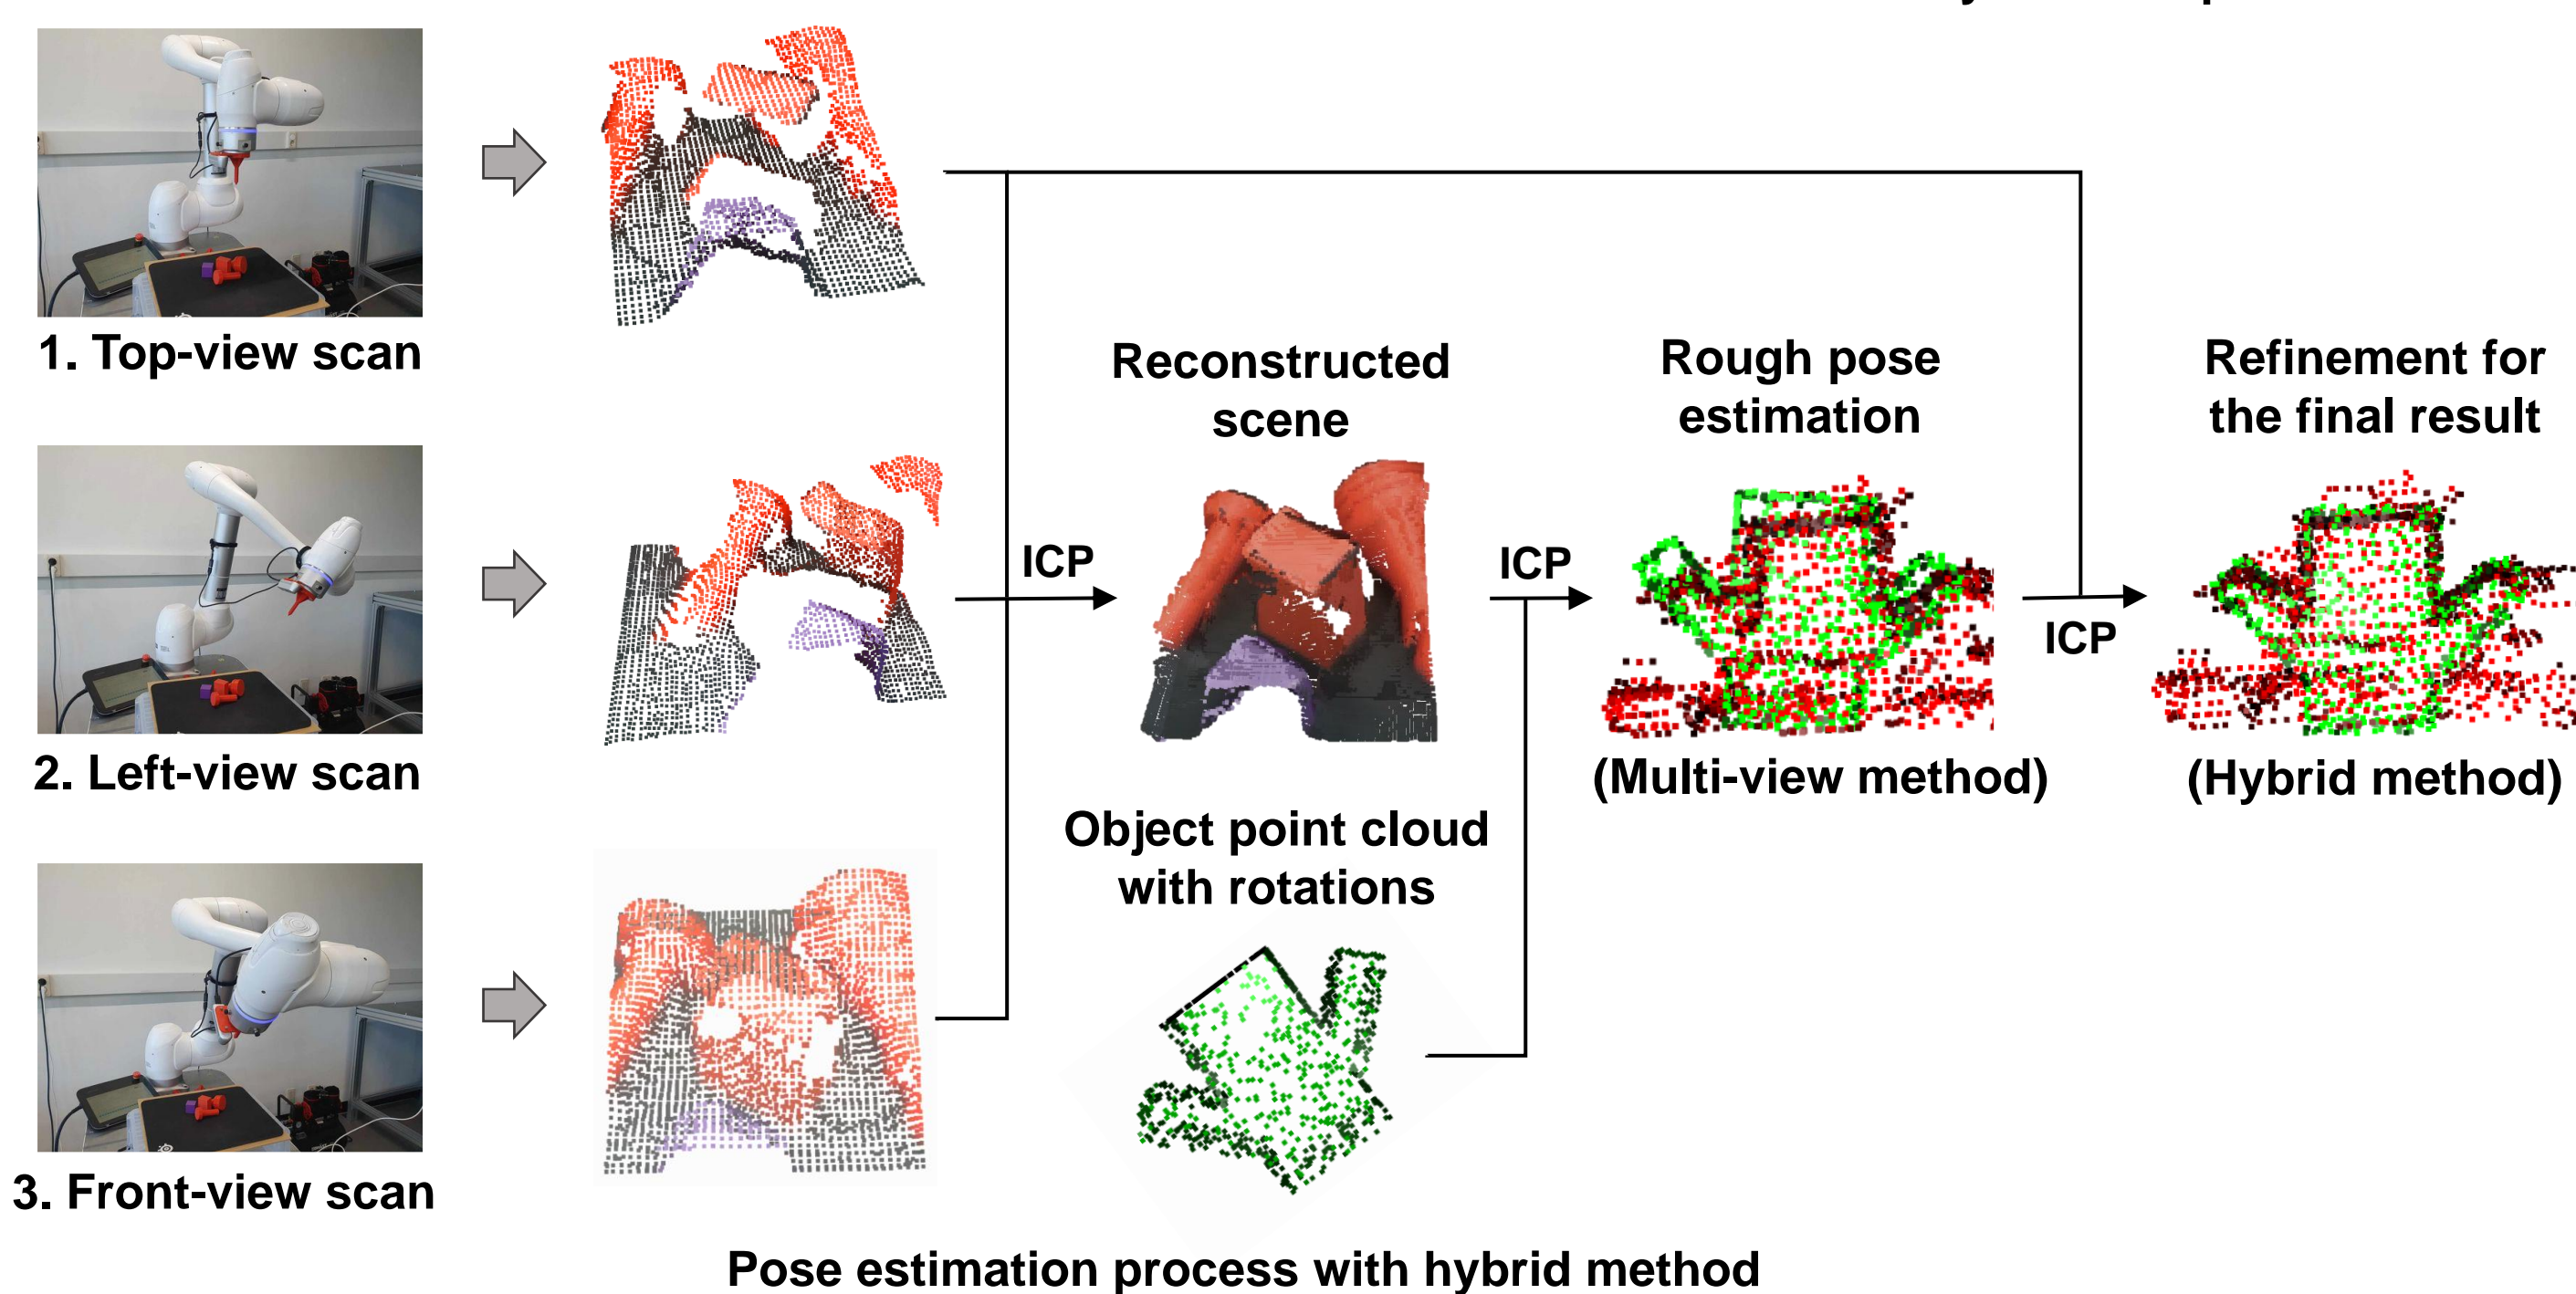 1. Top-view scan
2. Left-view scan
3. Front-view scan
ICP
Reconstructed
scene
Object point cloud
with rotations
ICP
Rough pose
estimation
(Multi-view method)
ICP
Refinement for
the final result
(Hybrid method)
Pose estimation process with hybrid method